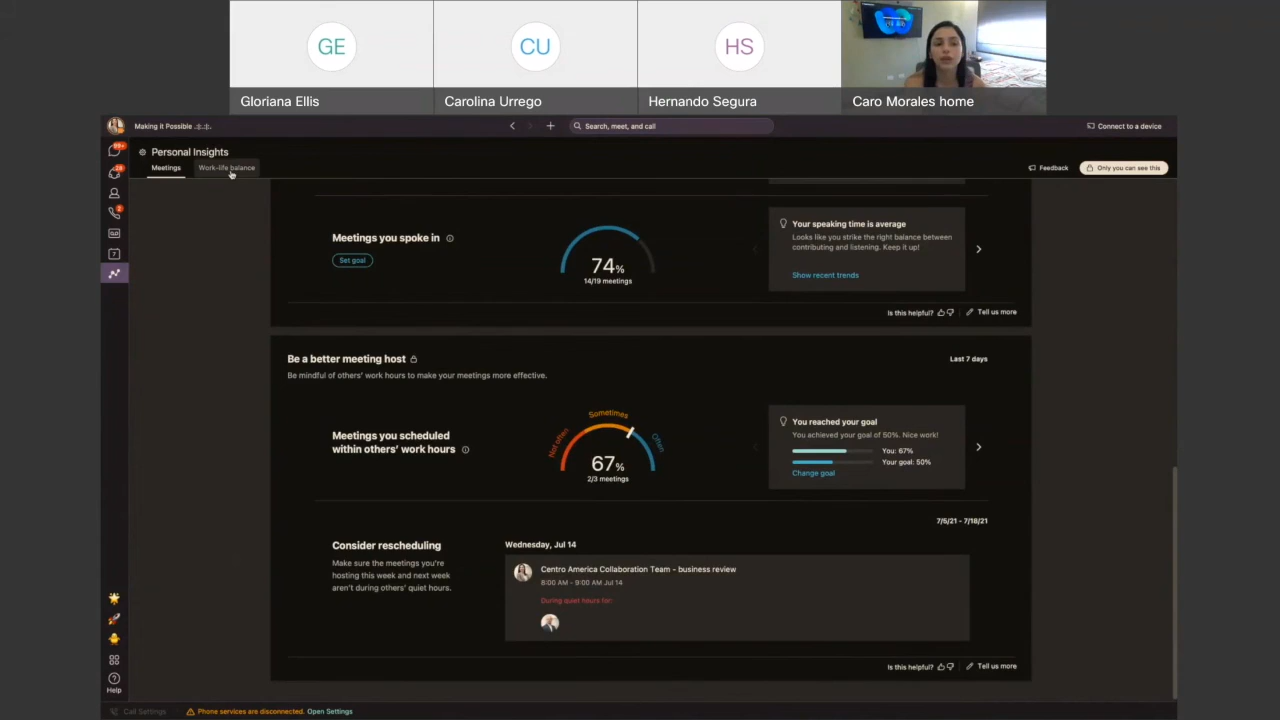 GE
CU
HS
Gloriana Ellis
Carolina Urrego
Hernando Segura
Caro Morales home
Making it Possible
Search, meet, and call
Connect to a device
99+
Personal Insights
Meetings
Work-life balance
Feedback
Only you can see this
28
2
7
Meetings you spoke in
Set goal
74%
14/19 meetings
Your speaking time is average
Looks like you strike the right balance between
contributing and listening. Keep it up!
Show recent trends
Is this helpful?
Tell us more
Be a better meeting host
Last 7 days
Be mindful of others' work hours to make your meetings more effective.
Meetings you scheduled
within others' work hours
Not often
Sometimes
Often
67%
2/3 meetings
You reached your goal
You achieved your goal of 50%. Nice work!
You: 67%
Your goal: 50%
Change goal
7/5/21 - 7/18/21
Consider rescheduling
Make sure the meetings you're
hosting this week and next week
aren't during others' quiet hours.
Wednesday, Jul 14
Centro America Collaboration Team - business review
8:00 AM - 9:00 AM Jul 14
During quiet hours for:
Is this helpful?
Tell us more
Help
Call Settings
Phone services are disconnected. Open Settings